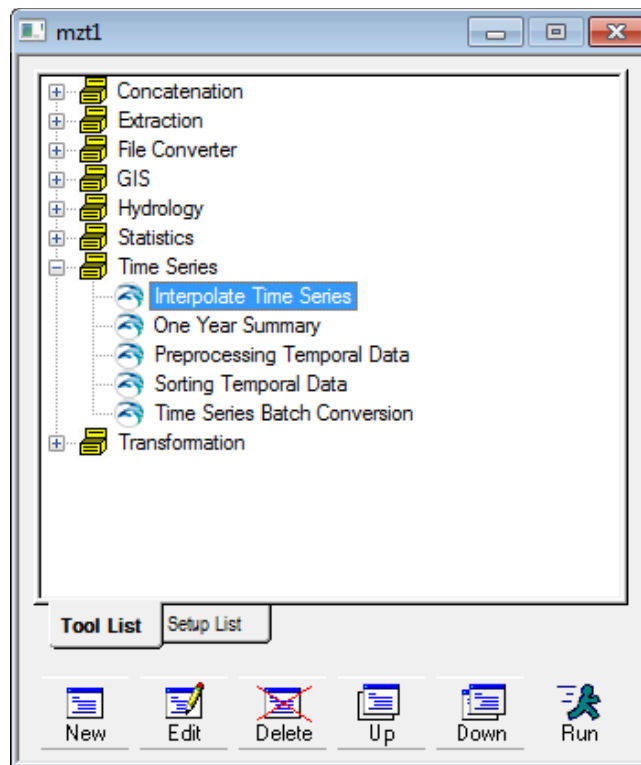 mzt1
Concatenation
Extraction
File Converter
GIS
Hydrology
Statistics
Time Series
Interpolate Time Series
One Year Summary
Preprocessing Temporal Data
Sorting Temporal Data
Time Series Batch Conversion
Transformation
Tool List Setup List
New Edit Delete Up Down Run